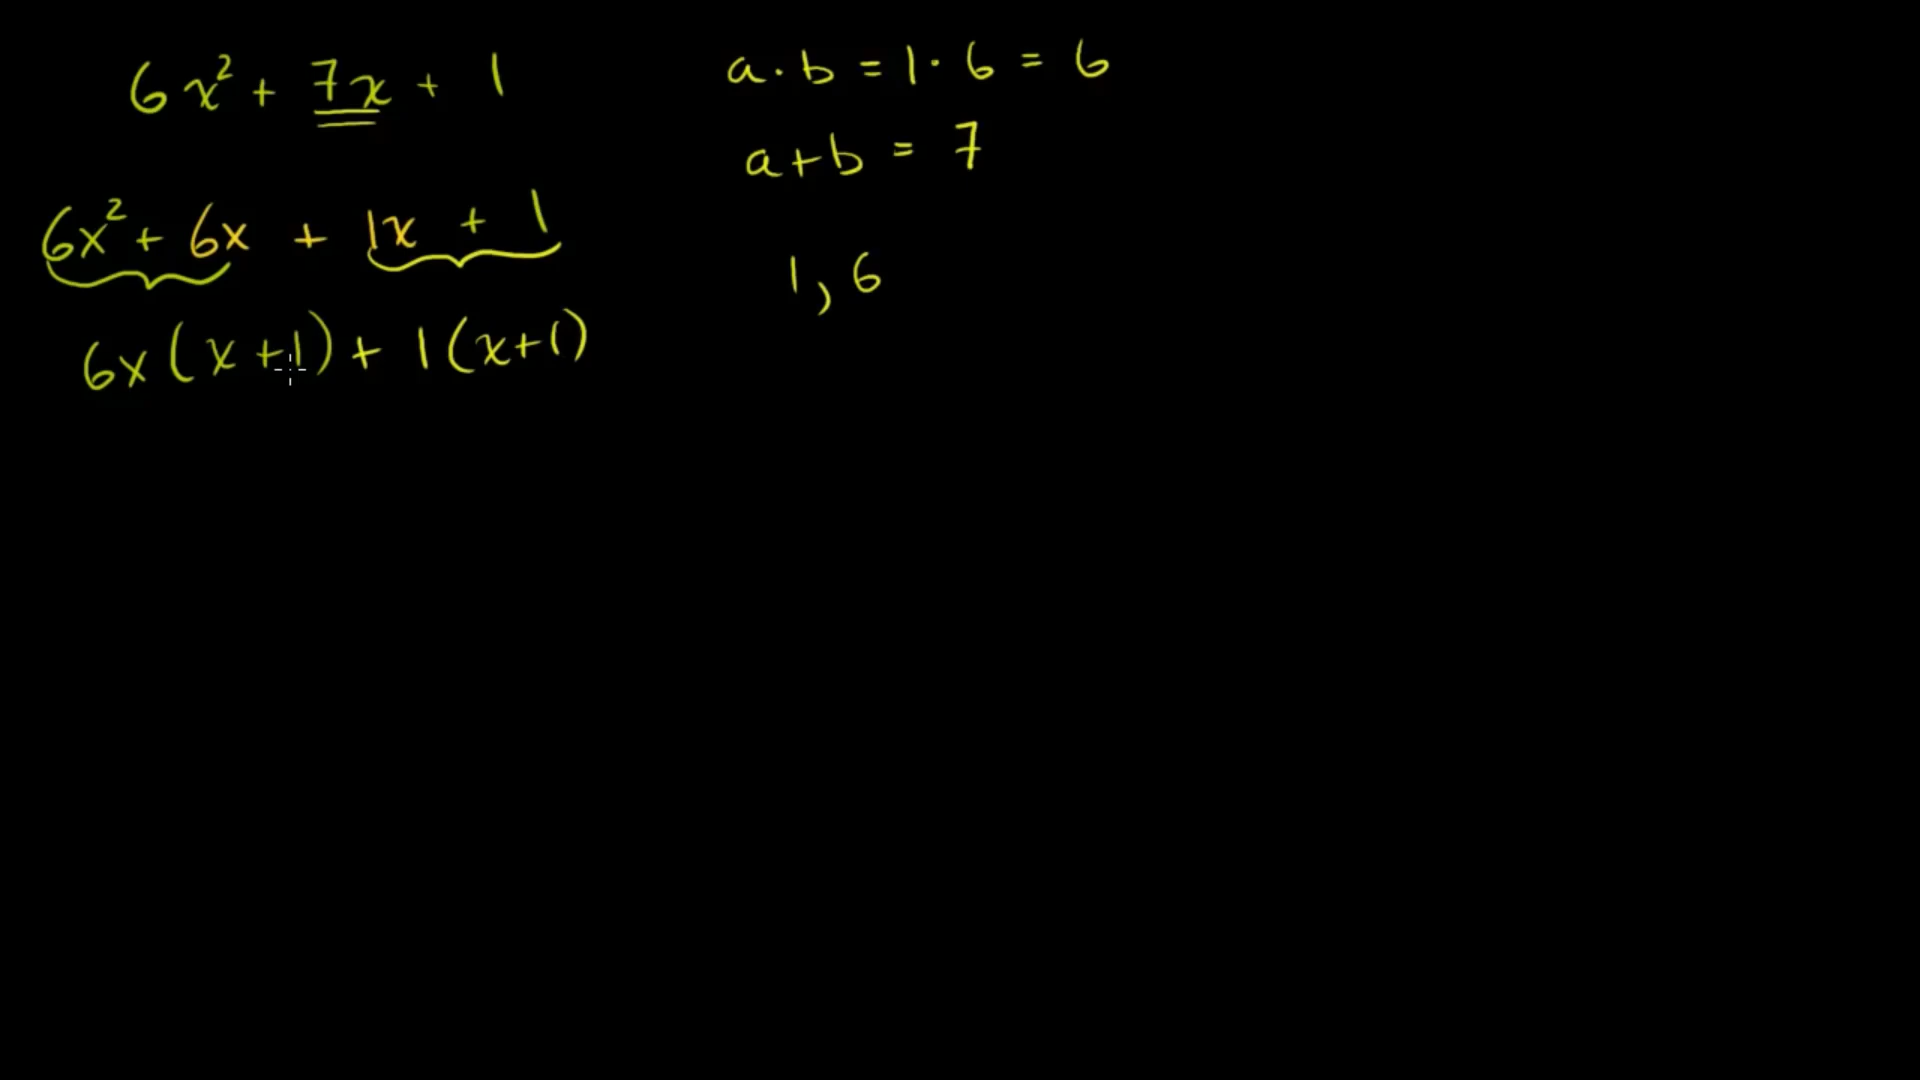 6x² + 7x + 1
6x² + 6x + 1x + 1
6x(x+1) + 1(x+1)
a · b = 1 · 6 = 6
a + b = 7
1, 6